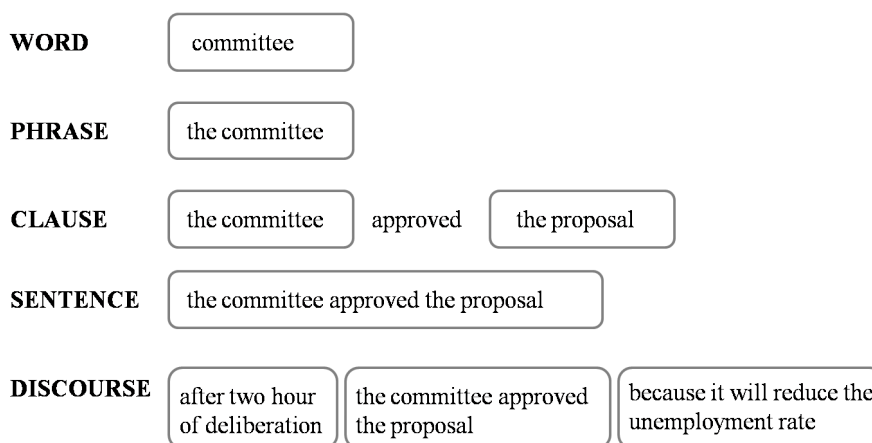 WORD committee
PHRASE the committee
CLAUSE the committee approved the proposal
SENTENCE the committee approved the proposal
DISCOURSE
after two hour
of deliberation
the committee approved
the proposal
because it will reduce the
unemployment rate